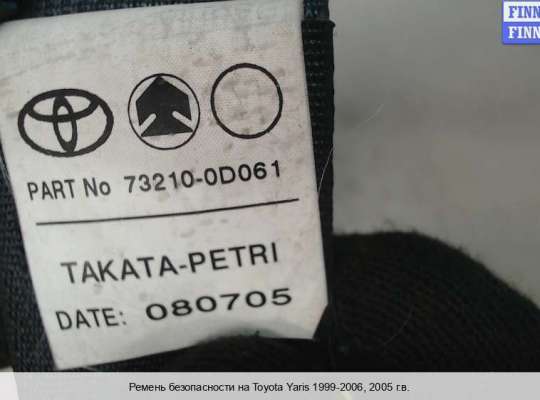 FINN
FINN
PART No 73210-0D061
TAKATA-PETRI
DATE: 080705
Ремень безопасности на Toyota Yaris 1999-2006, 2005 г.в.